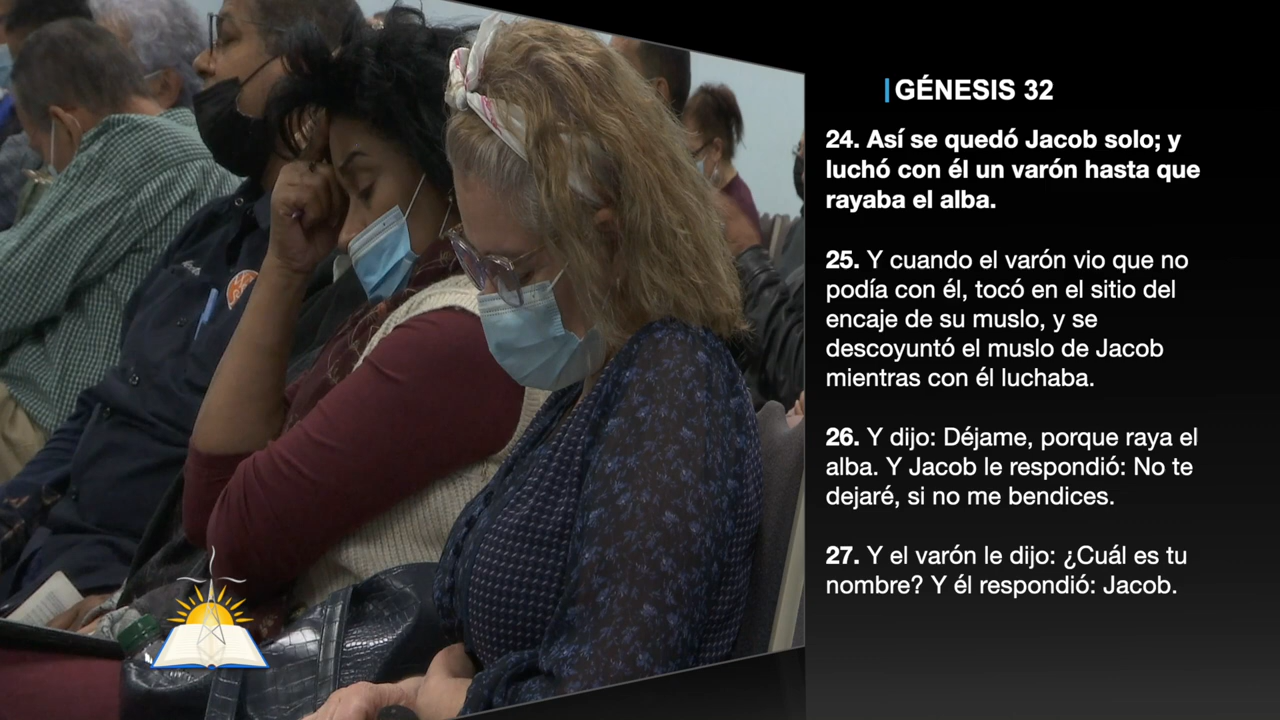 |GÉNESIS 32
24. Así se quedó Jacob solo; y
luchó con él un varón hasta que
rayaba el alba.
25. Y cuando el varón vio que no
podía con él, tocó en el sitio del
encaje de su muslo, y se
descoyuntó el muslo de Jacob
mientras con él luchaba.
26. Y dijo: Déjame, porque raya el
alba. Y Jacob le respondió: No te
dejaré, si no me bendices.
27. Y el varón le dijo: ¿Cuál es tu
nombre? Y él respondió: Jacob.